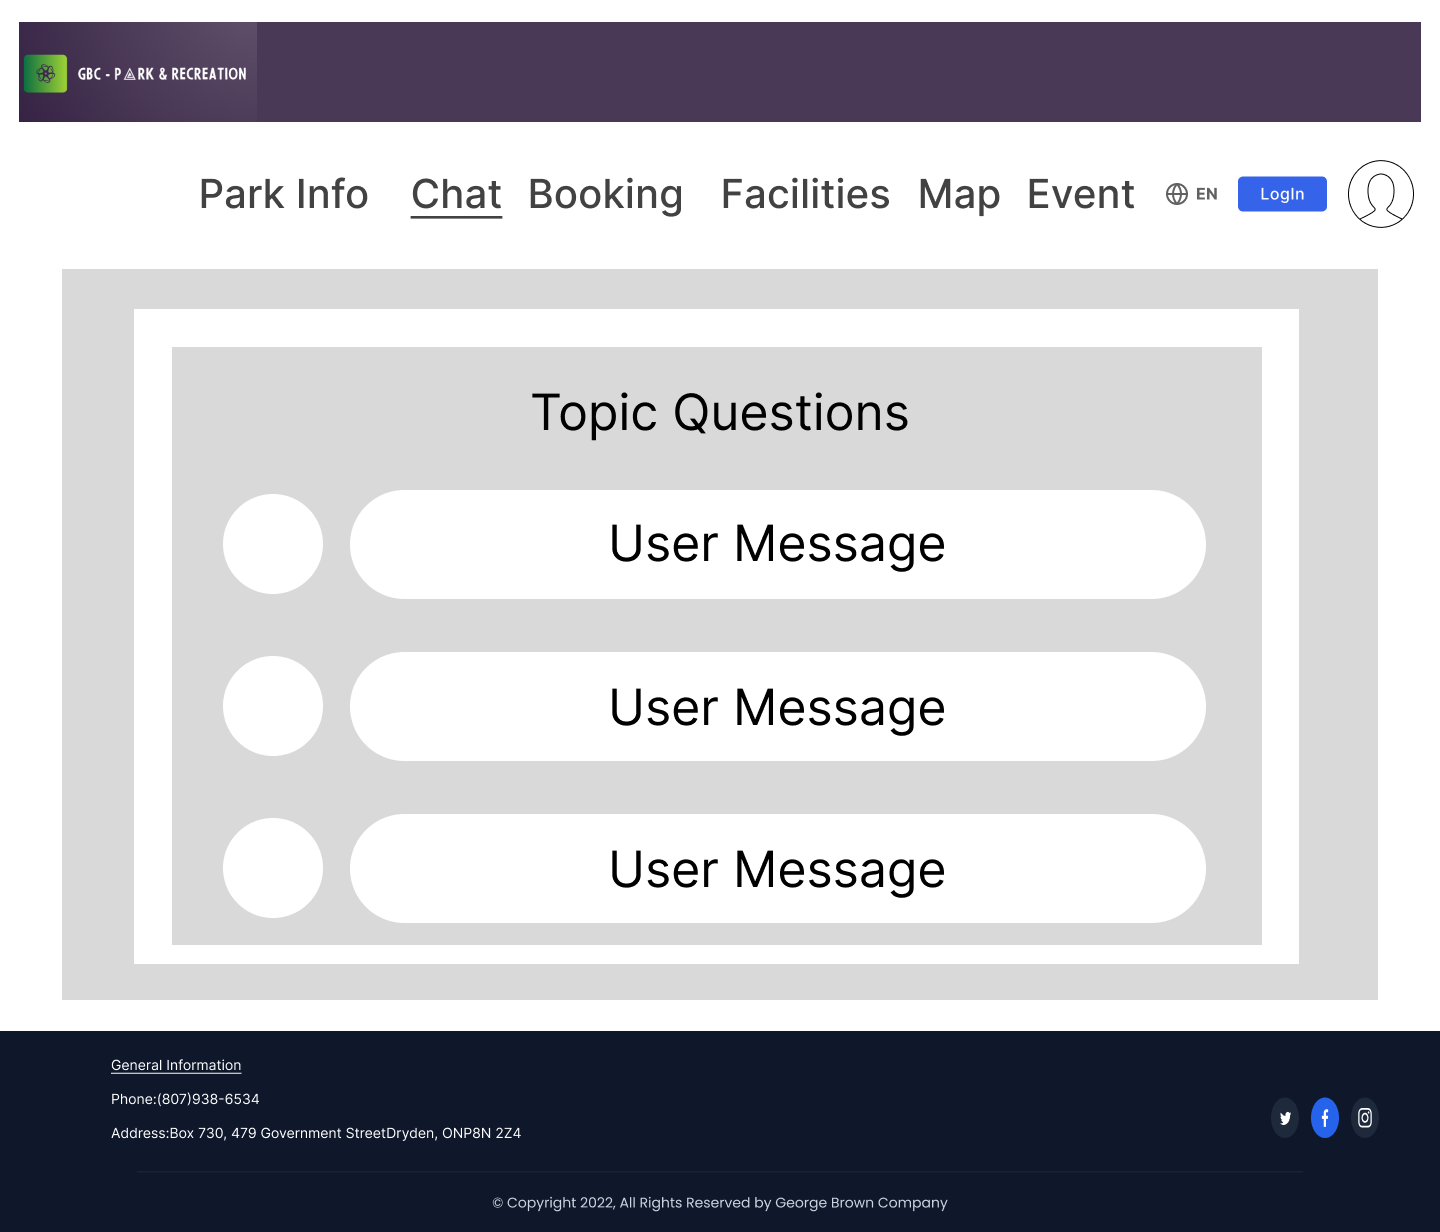 GBC - PARK & RECREATION
Park Info Chat Booking Facilities Map Event EN LogIn
Topic Questions
User Message
User Message
User Message
General Information
Phone:(807)938-6534
Address:Box 730, 479 Government StreetDryden, ONP8N 2Z4
© Copyright 2022, All Rights Reserved by George Brown Company